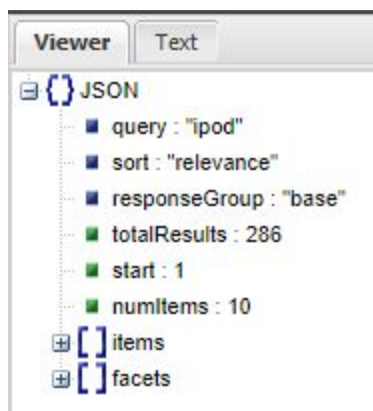 Viewer Text
{} JSON
query : "ipod"
sort : "relevance"
responseGroup : "base"
totalResults : 286
start : 1
numItems : 10
[] items
[] facets